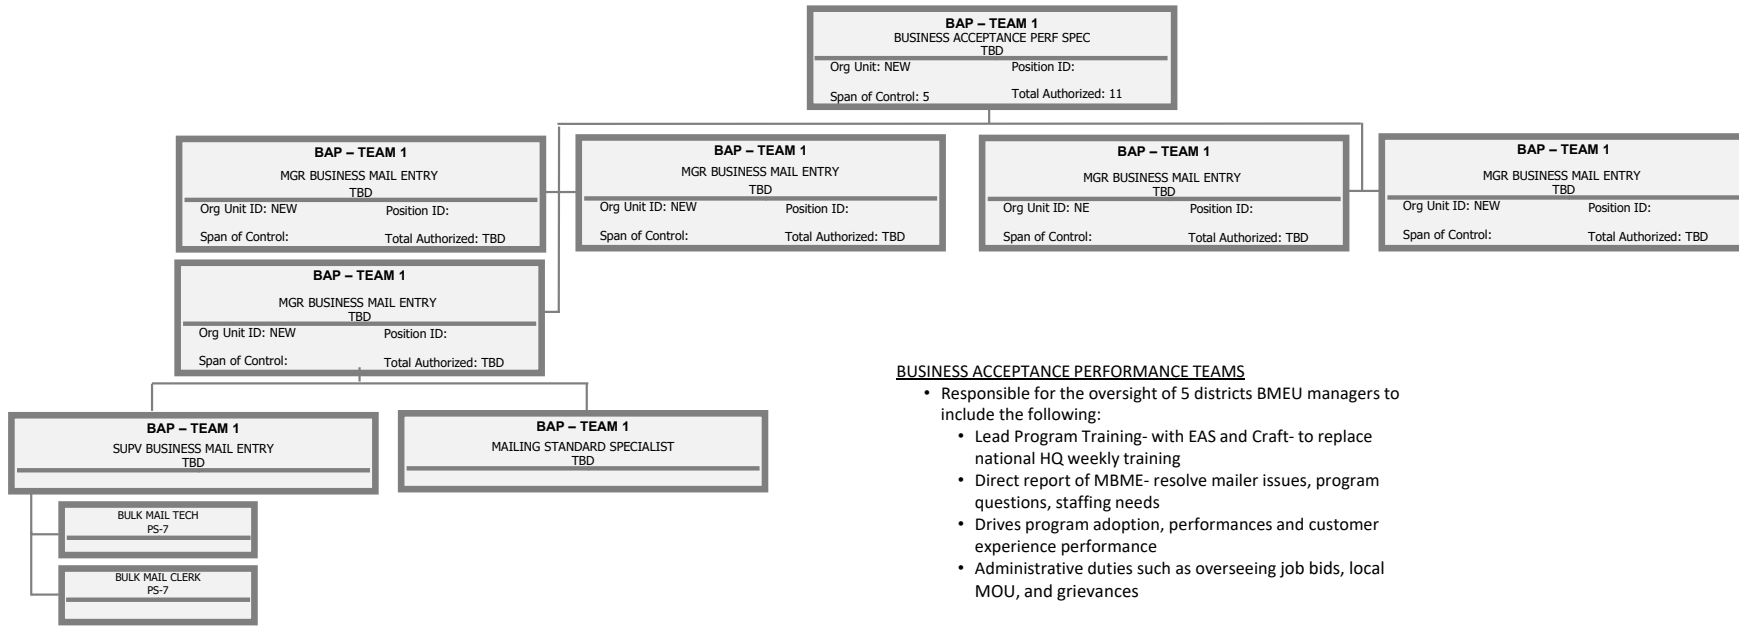 BAP – TEAM 1
BUSINESS ACCEPTANCE PERF SPEC
TBD
Org Unit: NEW Position ID:
Span of Control: 5 Total Authorized: 11
BAP – TEAM 1
MGR BUSINESS MAIL ENTRY
TBD
Org Unit ID: NEW Position ID:
Span of Control: Total Authorized: TBD
BAP – TEAM 1
MGR BUSINESS MAIL ENTRY
TBD
Org Unit ID: NEW Position ID:
Span of Control: Total Authorized: TBD
BAP – TEAM 1
MGR BUSINESS MAIL ENTRY
TBD
Org Unit ID: NE Position ID:
Span of Control: Total Authorized: TBD
BAP – TEAM 1
MGR BUSINESS MAIL ENTRY
TBD
Org Unit ID: NEW Position ID:
Span of Control: Total Authorized: TBD
BAP – TEAM 1
MGR BUSINESS MAIL ENTRY
TBD
Org Unit ID: NEW Position ID:
Span of Control: Total Authorized: TBD
BAP – TEAM 1
SUPV BUSINESS MAIL ENTRY
TBD
BAP – TEAM 1
MAILING STANDARD SPECIALIST
TBD
BULK MAIL TECH
PS-7
BULK MAIL CLERK
PS-7
BUSINESS ACCEPTANCE PERFORMANCE TEAMS
• Responsible for the oversight of 5 districts BMEU managers to
include the following:
• Lead Program Training- with EAS and Craft- to replace
national HQ weekly training
• Direct report of MBME- resolve mailer issues, program
questions, staffing needs
• Drives program adoption, performances and customer
experience performance
• Administrative duties such as overseeing job bids, local
MOU, and grievances